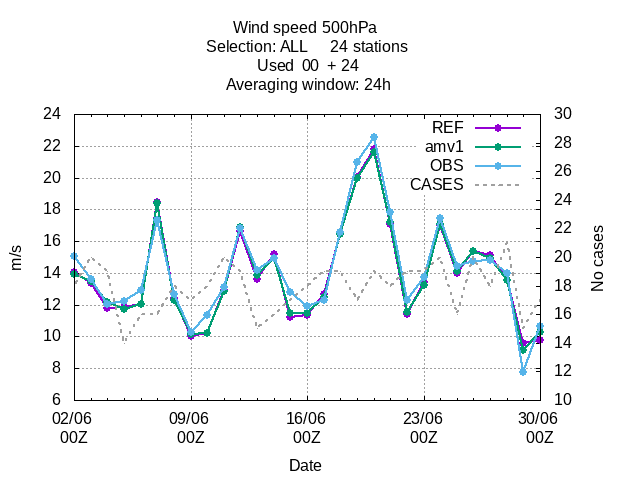 Wind speed 500hPa
Selection: ALL 24 stations
Used 00 + 24
Averaging window: 24h
24
22
20
18
16
14
12
10
8
6
30
28
26
24
22
20
18
16
14
12
10
REF
amv1
OBS
CASES
m/s
No cases
02/06 09/06 16/06 23/06 30/06
00Z 00Z 00Z 00Z 00Z
Date